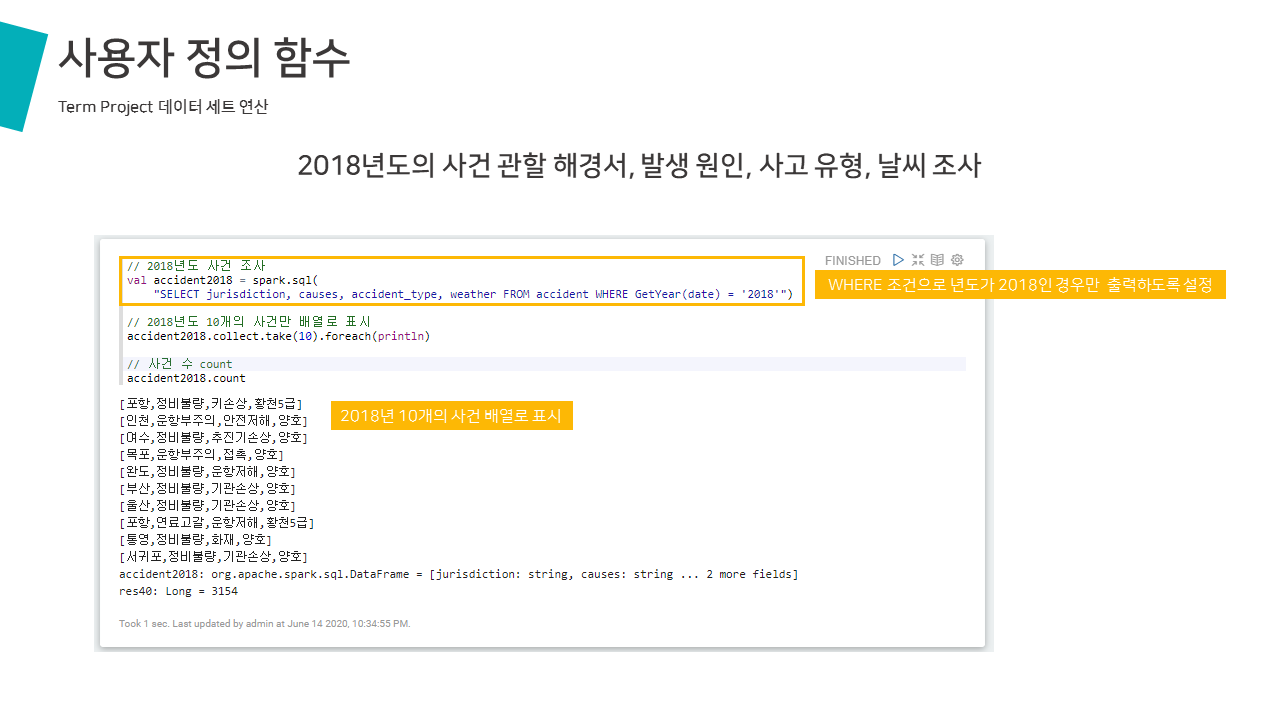 사용자 정의 함수
Term Project 데이터 세트 연산
2018년도의 사건 관할 해경서, 발생 원인, 사고 유형, 날씨 조사
// 2018년도 사건 조사
val accident2018 = spark.sql(
"SELECT jurisdiction, causes, accident_type, weather FROM accident WHERE GetYear(date) = '2018'")
FINISHED
WHERE 조건으로 년도가 2018인 경우만 출력하도록 설정
// 2018년도 10개의 사건만 배열로 표시
accident2018.collect.take(10).foreach(println)
// 사건 수 count
accident2018.count
[포항,정비불량,키손상,황천5급]
2018년 10개의 사건 배열로 표시
[인천,운항부주의,안전저해,양호]
[여수,정비불량,추진기손상,양호]
[목포,운항부주의,접촉,양호]
[완도,정비불량,운항저해,양호]
[부산,정비불량,기관손상,양호]
[울산,정비불량,기관손상,양호]
[포항,연료고갈,운항저해,황천5급]
[통영,정비불량,화재,양호]
[서귀포,정비불량,기관손상,양호]
accident2018: org.apache.spark.sql.DataFrame = [jurisdiction: string, causes: string ... 2 more fields]
res40: Long = 3154
Took 1 sec. Last updated by admin at June 14 2020, 10:34:55 PM.